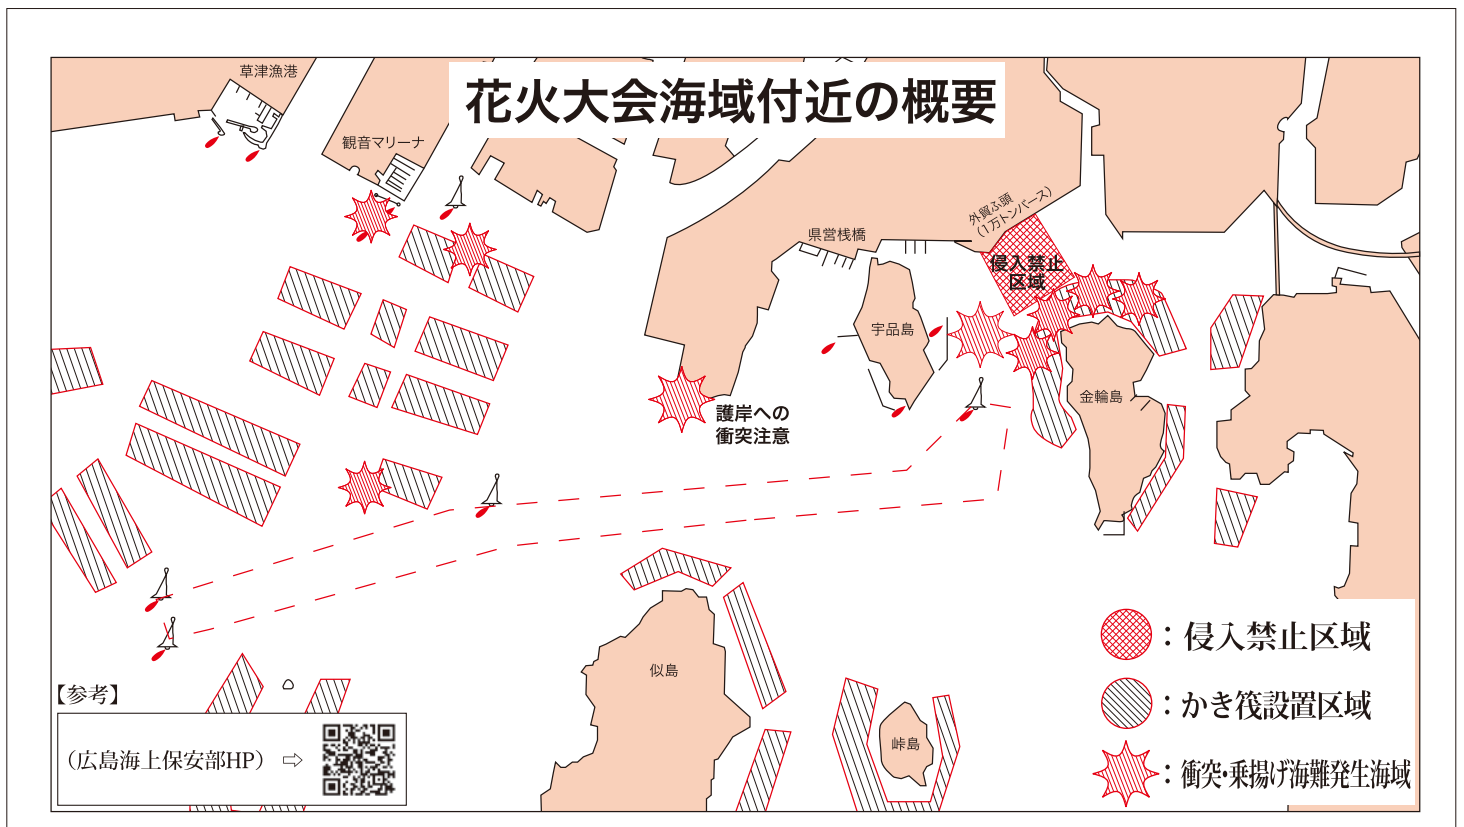 花火大会海域付近の概要
草津漁港
観音マリーナ
外貿ふ頭
（1万トンバース）
県営桟橋
侵入禁止
区域
宇品島
金輪島
護岸への
衝突注意
似島
峠島
：侵入禁止区域
：かき筏設置区域
：衝突・乗揚げ海難発生海域
【参考】
（広島海上保安部HP）⇨